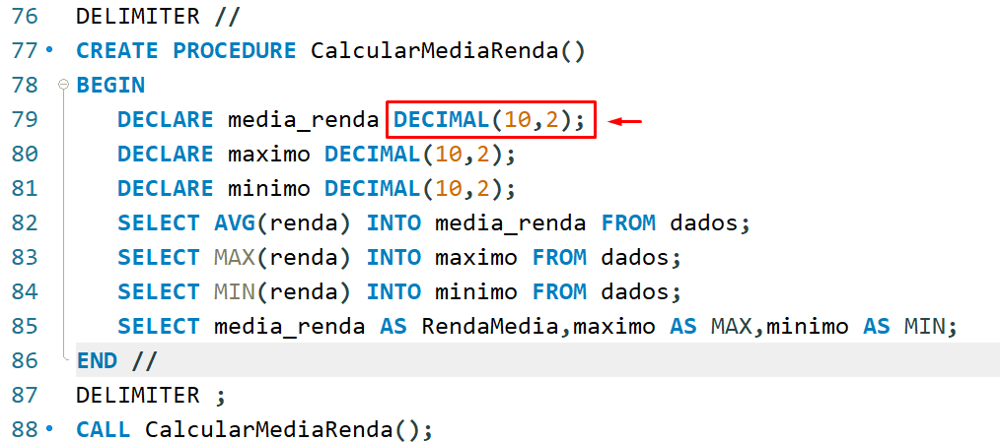 76 DELIMITER //
77 CREATE PROCEDURE CalcularMediaRenda()
78 BEGIN
79 DECLARE media_renda DECIMAL(10,2);
80 DECLARE maximo DECIMAL(10,2);
81 DECLARE minimo DECIMAL(10,2);
82 SELECT AVG(renda) INTO media_renda FROM dados;
83 SELECT MAX(renda) INTO maximo FROM dados;
84 SELECT MIN(renda) INTO minimo FROM dados;
85 SELECT media_renda AS RendaMedia,maximo AS MAX,minimo AS MIN;
86 END //
87 DELIMITER ;
88 CALL CalcularMediaRenda();